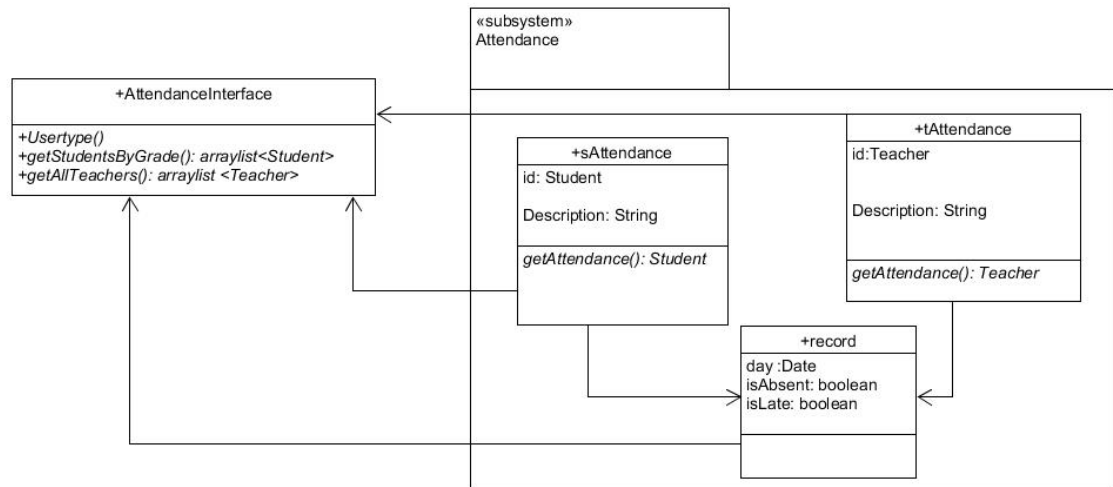 «subsystem»
Attendance
+AttendanceInterface
+Usertype()
+getStudentsByGrade(): arraylist<Student>
+getAllTeachers(): arraylist <Teacher>
+sAttendance
id: Student
Description: String
getAttendance(): Student
+tAttendance
id:Teacher
Description: String
getAttendance(): Teacher
+record
day :Date
isAbsent: boolean
isLate: boolean